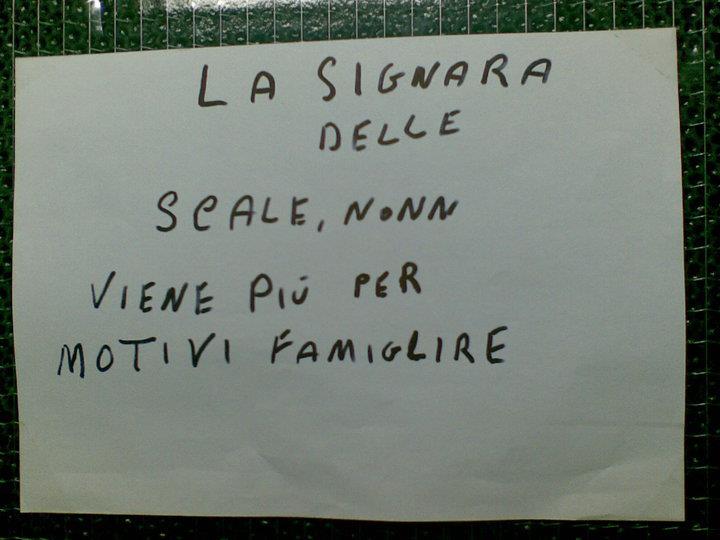 LA SIGNARA
DELLE
SCALE, NONN
VIENE PIÙ PER
MOTIVI FAMIGLIRE